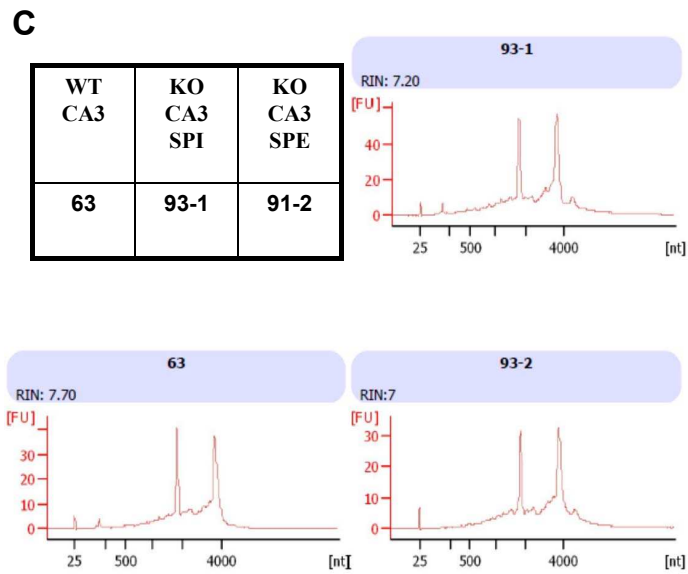 C
WT CA3 KO CA3 SPI KO CA3 SPE
63 93-1 91-2
93-1
RIN: 7.20
[FU]
40
20
0
25 500 4000 [nt]
63
RIN: 7.70
[FU]
30
20
10
0
25 500 4000 [nt]
93-2
RIN:7
[FU]
30
20
10
0
25 500 4000 [nt]